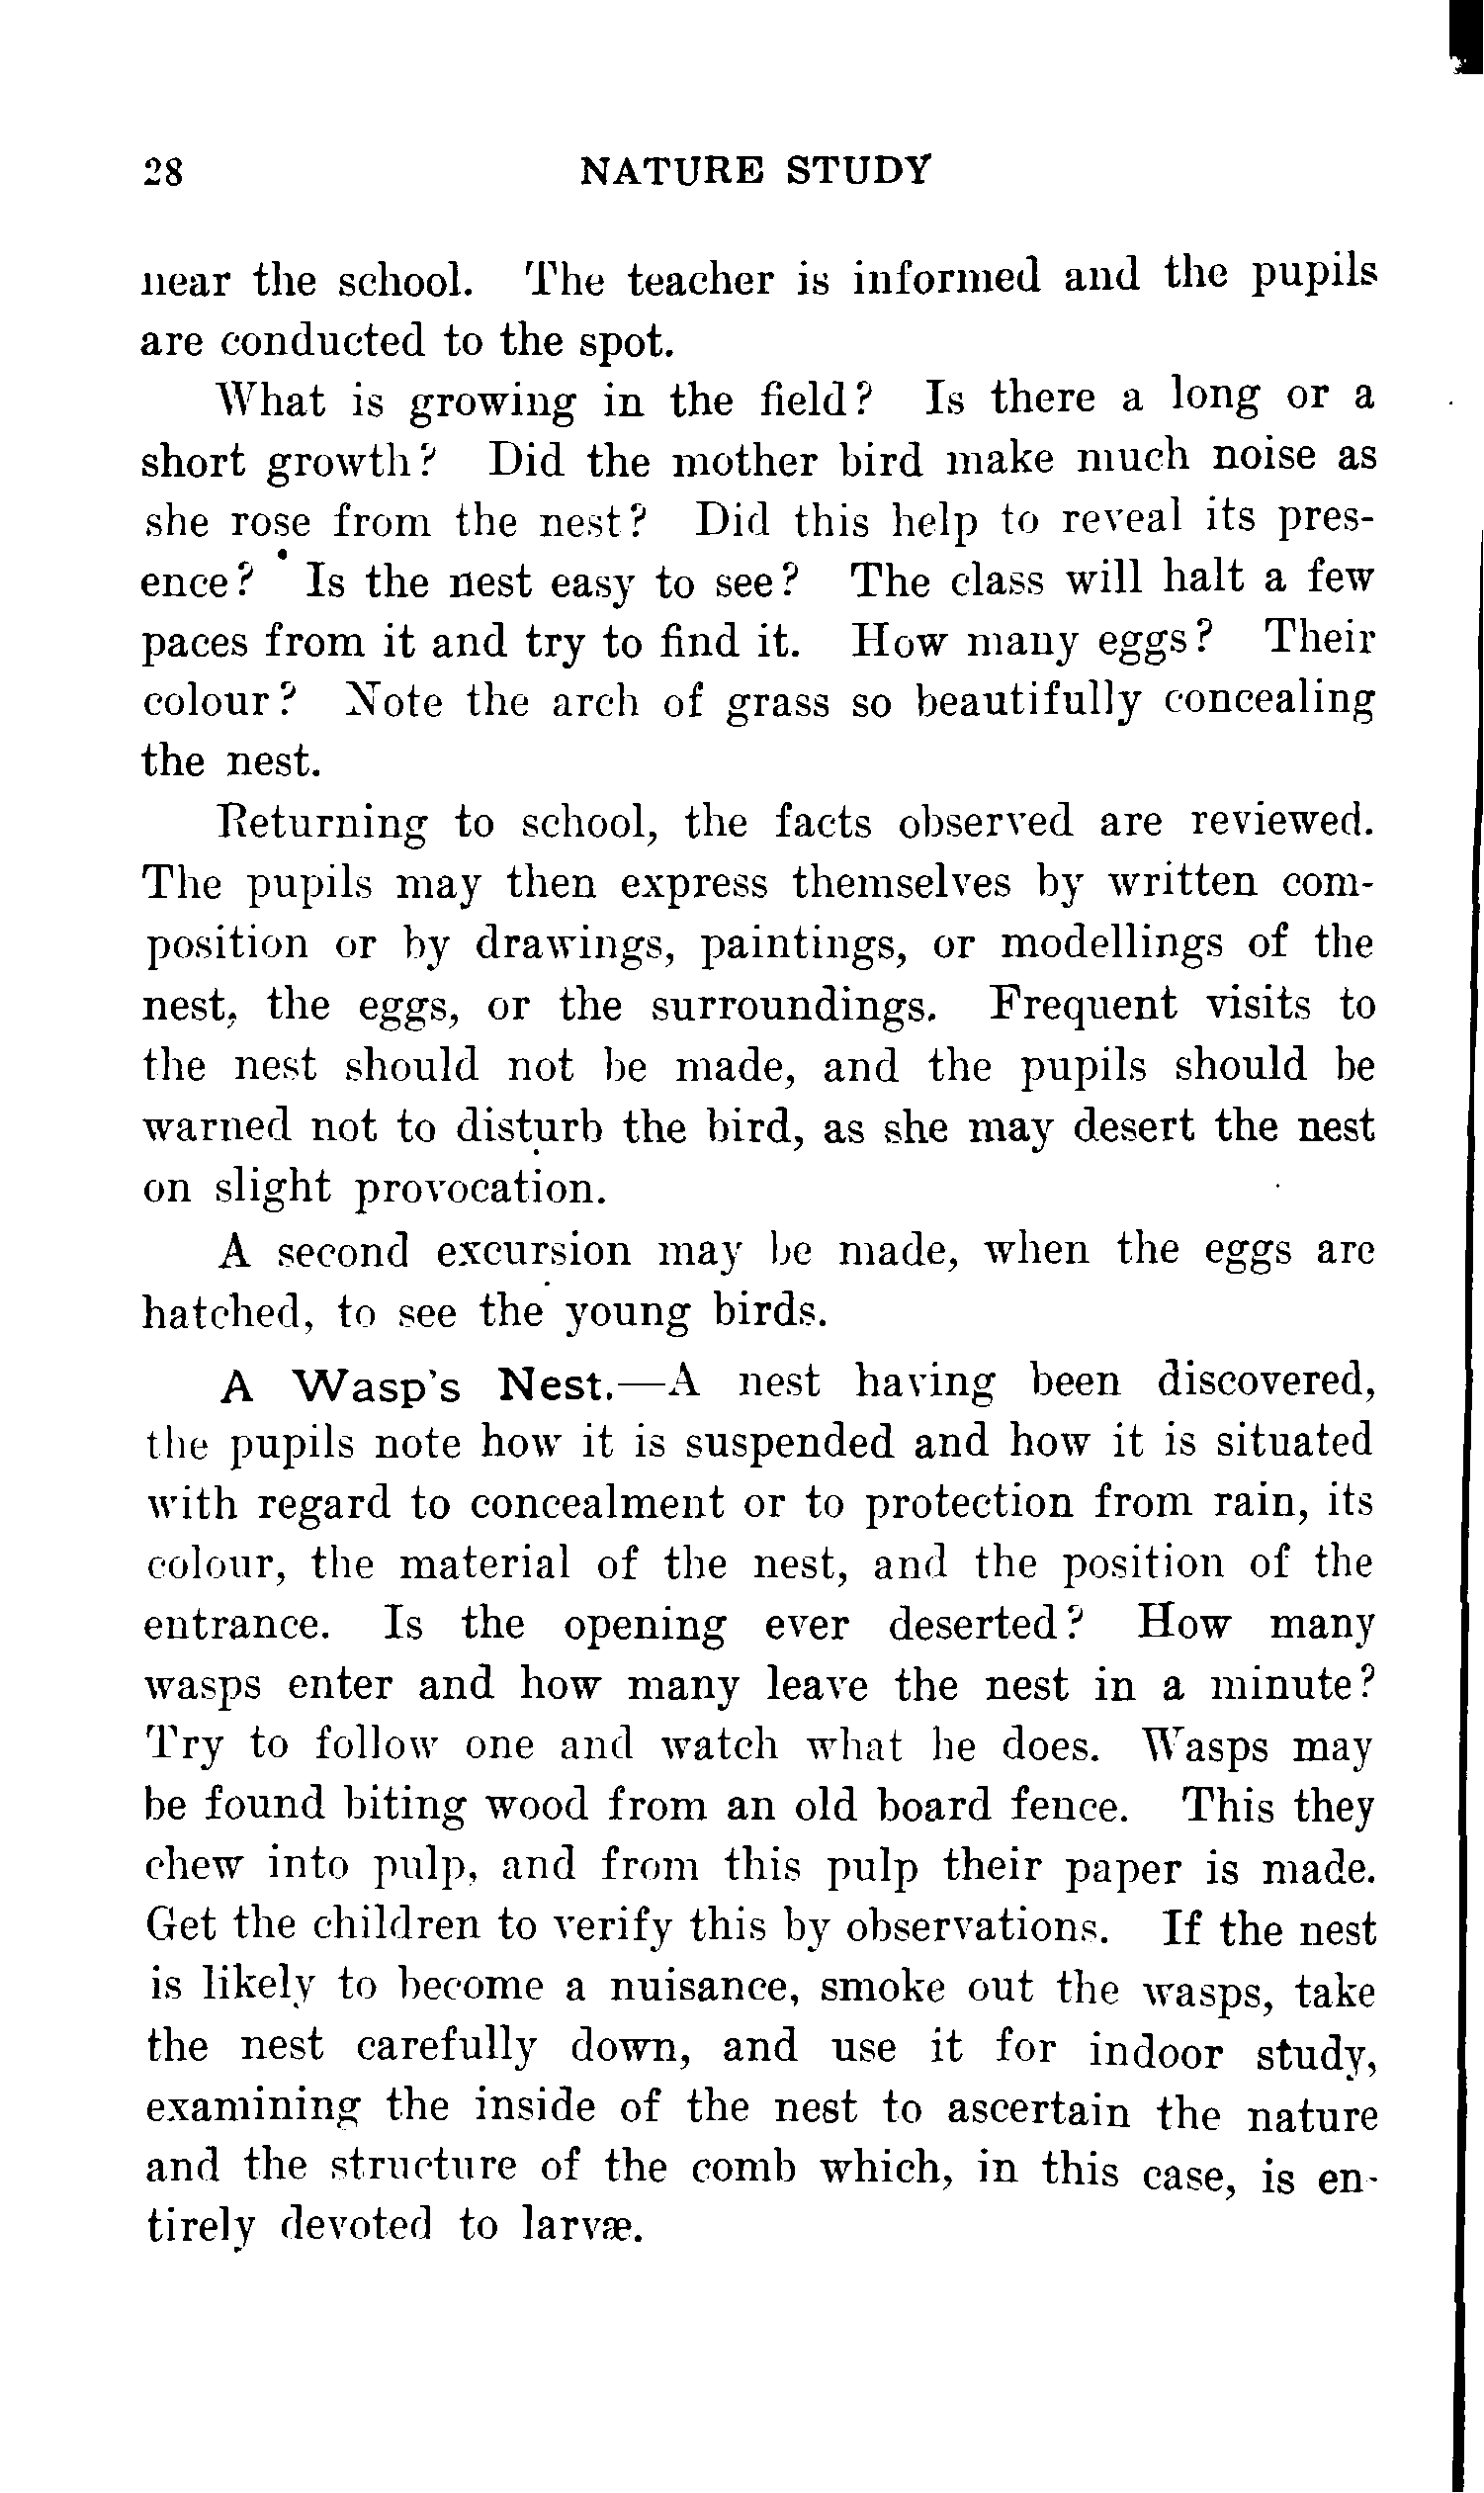 28 NATURE STUDY
near the school. The teacher is informed and the pupils
are conducted to the spot.
What is growing in the field? Is there a long or a
short growth? Did the mother bird make much noise as
she rose from the nest? Did this help to reveal its pres-
ence? Is the nest easy to see? The class will halt a few
paces from it and try to find it. How many eggs? Their
colour? Note the arch of grass so beautifully concealing
the nest.
Returning to school, the facts observed are reviewed.
The pupils may then express themselves by written com-
position or by drawings, paintings, or modellings of the
nest, the eggs, or the surroundings. Frequent visits to
the nest should not be made, and the pupils should be
warned not to disturb the bird, as she may desert the nest
on slight provocation.
A second excursion may be made, when the eggs are
hatched, to see the young birds.
A Wasp's Nest.—A nest having been discovered,
the pupils note how it is suspended and how it is situated
with regard to concealment or to protection from rain, its
colour, the material of the nest, and the position of the
entrance. Is the opening ever deserted? How many
wasps enter and how many leave the nest in a minute?
Try to follow one and watch what he does. Wasps may
be found biting wood from an old board fence. This they
chew into pulp, and from this pulp their paper is made.
Get the children to verify this by observations. If the nest
is likely to become a nuisance, smoke out the wasps, take
the nest carefully down, and use it for indoor study,
examining the inside of the nest to ascertain the nature
and the structure of the comb which, in this case, is en-
tirely devoted to larvæ.